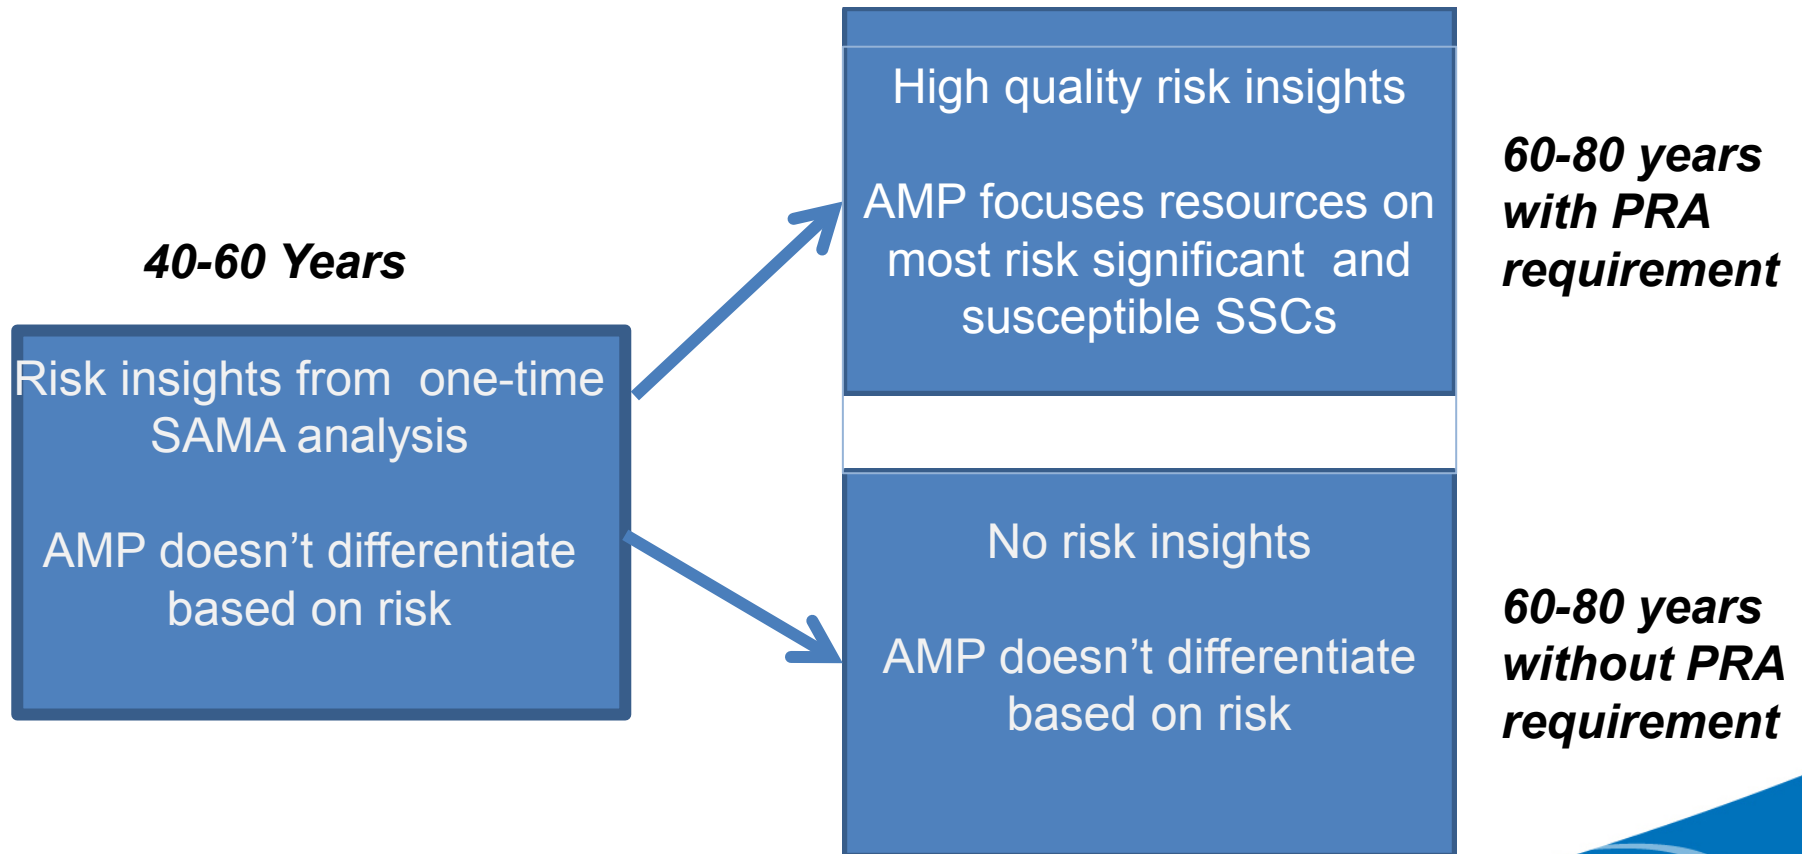 40-60 Years
Risk insights from one-time
SAMA analysis
AMP doesn’t differentiate
based on risk
High quality risk insights
AMP focuses resources on
most risk significant and
susceptible SSCs
60-80 years
with PRA
requirement
No risk insights
AMP doesn’t differentiate
based on risk
60-80 years
without PRA
requirement